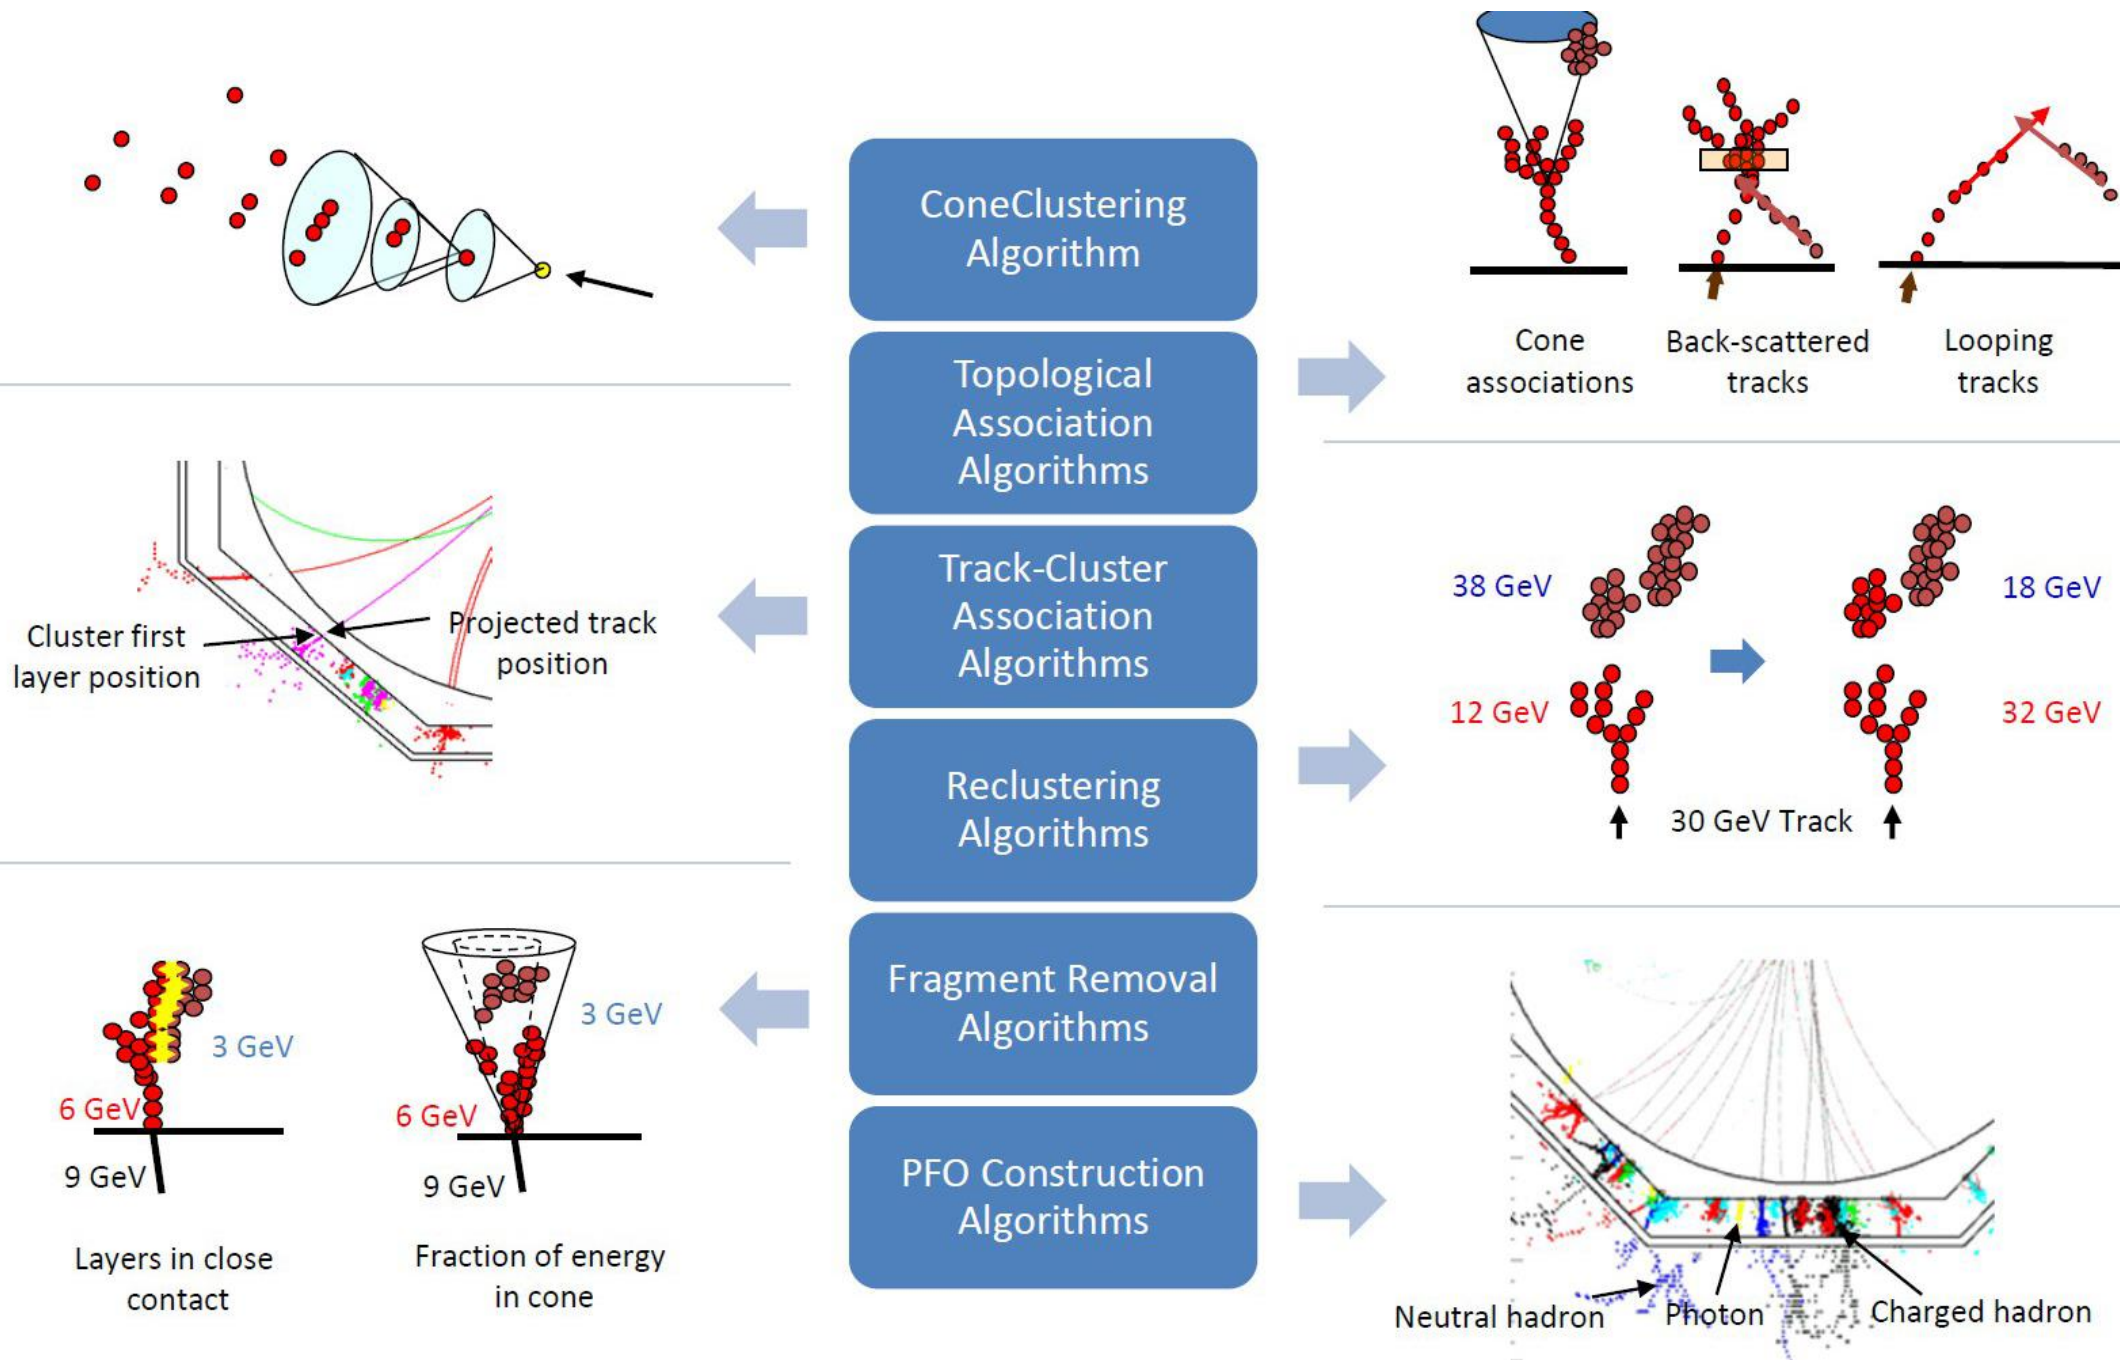 ConeClustering
Algorithm
Topological
Association
Algorithms
Track-Cluster
Association
Algorithms
Reclustering
Algorithms
Fragment Removal
Algorithms
PFO Construction
Algorithms
Cone
associations
Back-scattered
tracks
Looping
tracks
Cluster first
layer position
Projected track
position
38 GeV
18 GeV
12 GeV
32 GeV
30 GeV Track
3 GeV
6 GeV
9 GeV
Layers in close
contact
3 GeV
6 GeV
9 GeV
Fraction of energy
in cone
Neutral hadron
Photon
Charged hadron